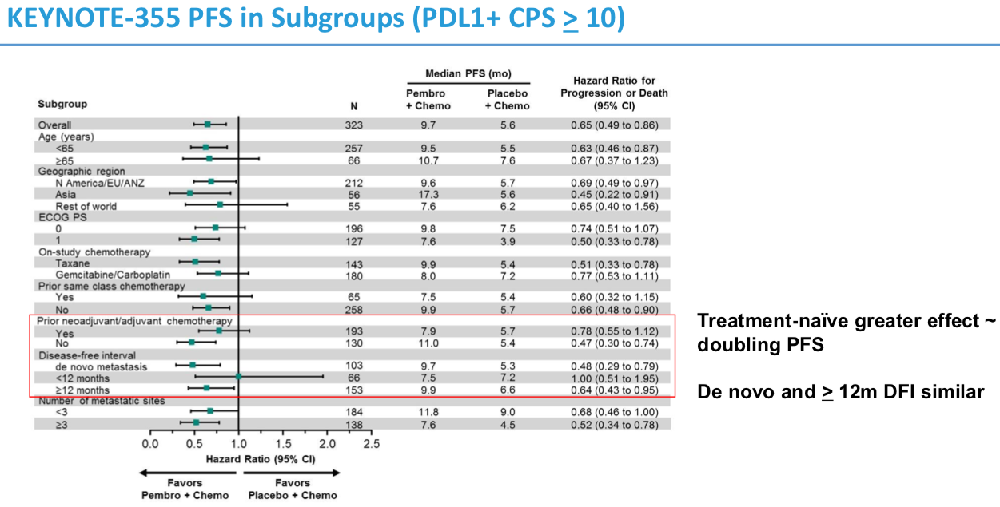 KEYNOTE-355 PFS in Subgroups (PDL1+ CPS ≥ 10)
Median PFS (mo)
Subgroup N Pembro + Chemo Placebo + Chemo Hazard Ratio for Progression or Death (95% CI)
Overall 323 9.7 5.6 0.65 (0.49 to 0.86)
Age (years)
<65 257 9.5 5.5 0.63 (0.46 to 0.87)
≥65 66 10.7 7.6 0.67 (0.37 to 1.23)
Geographic region
N America/EU/ANZ 212 9.6 5.7 0.69 (0.49 to 0.97)
Asia 56 17.3 5.6 0.45 (0.22 to 0.91)
Rest of world 55 7.6 6.2 0.65 (0.40 to 1.56)
ECOG PS
0 196 9.8 7.5 0.74 (0.51 to 1.07)
1 127 7.6 3.9 0.50 (0.33 to 0.78)
On-study chemotherapy
Taxane 143 9.9 5.4 0.51 (0.33 to 0.78)
Gemcitabine/Carboplatin 180 8.0 7.2 0.77 (0.53 to 1.11)
Prior same class chemotherapy
Yes 65 7.5 5.4 0.60 (0.32 to 1.15)
No 258 9.9 5.7 0.66 (0.48 to 0.90)
Prior neoadjuvant/adjuvant chemotherapy
Yes 193 7.9 5.7 0.78 (0.55 to 1.12)
No 130 11.0 5.4 0.47 (0.30 to 0.74)
Disease-free interval
de novo metastasis 103 9.7 5.3 0.48 (0.29 to 0.79)
<12 months 66 7.5 7.2 1.00 (0.51 to 1.95)
≥12 months 153 9.9 6.6 0.64 (0.43 to 0.95)
Number of metastatic sites
<3 184 11.8 9.0 0.68 (0.46 to 1.00)
≥3 138 7.6 4.5 0.52 (0.34 to 0.78)
0.0 0.5 1.0 1.5 2.0 2.5
Hazard Ratio (95% CI)
Favors Favors
Pembro + Chemo Placebo + Chemo
Treatment-naïve greater effect ~
doubling PFS
De novo and ≥ 12m DFI similar